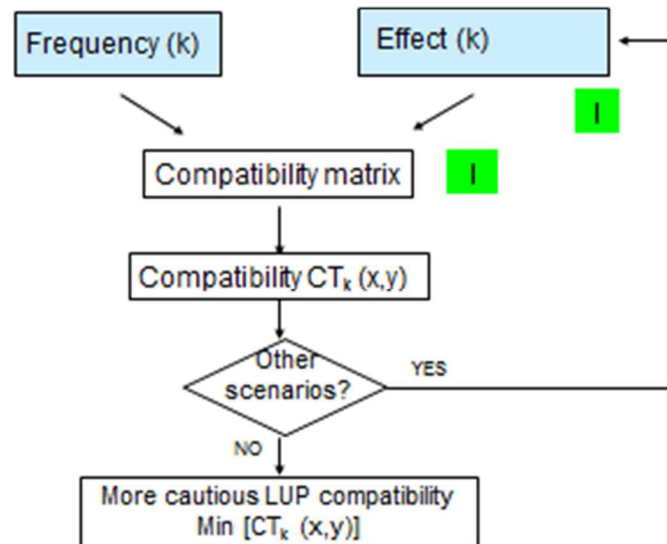 Frequency (k)
Effect (k)
I
Compatibility matrix
I
Compatibility CTₖ (x,y)
Other
scenarios?
YES
NO
More cautious LUP compatibility
Min [CTₖ (x,y)]